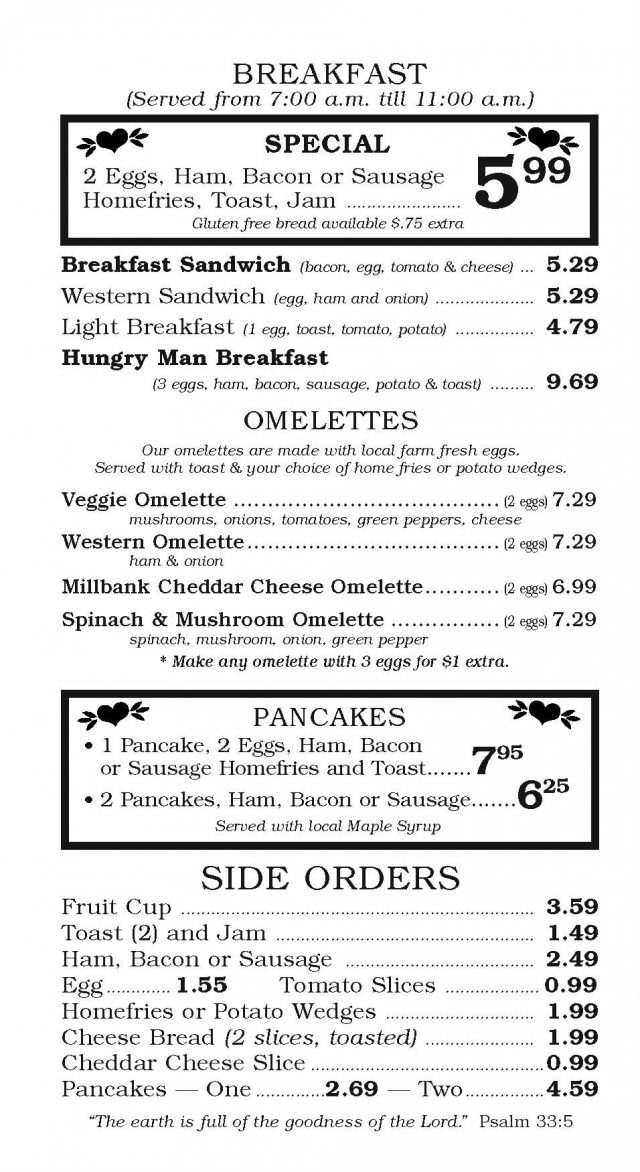 BREAKFAST
(Served from 7:00 a.m. till 11:00 a.m.)
SPECIAL
2 Eggs, Ham, Bacon or Sausage
Homefries, Toast, Jam ........................ 5 99
Gluten free bread available $.75 extra
Breakfast Sandwich (bacon, egg, tomato & cheese) ... 5.29
Western Sandwich (egg, ham and onion) .................... 5.29
Light Breakfast (1 egg, toast, tomato, potato) ................ 4.79
Hungry Man Breakfast
(3 eggs, ham, bacon, sausage, potato & toast) ......... 9.69
OMELETTES
Our omelettes are made with local farm fresh eggs.
Served with toast & your choice of home fries or potato wedges.
Veggie Omelette ..................................... (2 eggs) 7.29
mushrooms, onions, tomatoes, green peppers, cheese
Western Omelette................................... (2 eggs) 7.29
ham & onion
Millbank Cheddar Cheese Omelette........... (2 eggs) 6.99
Spinach & Mushroom Omelette ............... (2 eggs) 7.29
spinach, mushroom, onion, green pepper
* Make any omelette with 3 eggs for $1 extra.
PANCAKES
• 1 Pancake, 2 Eggs, Ham, Bacon
or Sausage Homefries and Toast....... 7 95
• 2 Pancakes, Ham, Bacon or Sausage....... 6 25
Served with local Maple Syrup
SIDE ORDERS
Fruit Cup .......................................................................... 3.59
Toast (2) and Jam ...................................................... 1.49
Ham, Bacon or Sausage ........................................ 2.49
Egg............. 1.55 Tomato Slices .................... 0.99
Homefries or Potato Wedges ............................... 1.99
Cheese Bread (2 slices, toasted) ....................... 1.99
Cheddar Cheese Slice .................................................0.99
Pancakes — One ..............2.69 — Two................4.59
“The earth is full of the goodness of the Lord.” Psalm 33:5